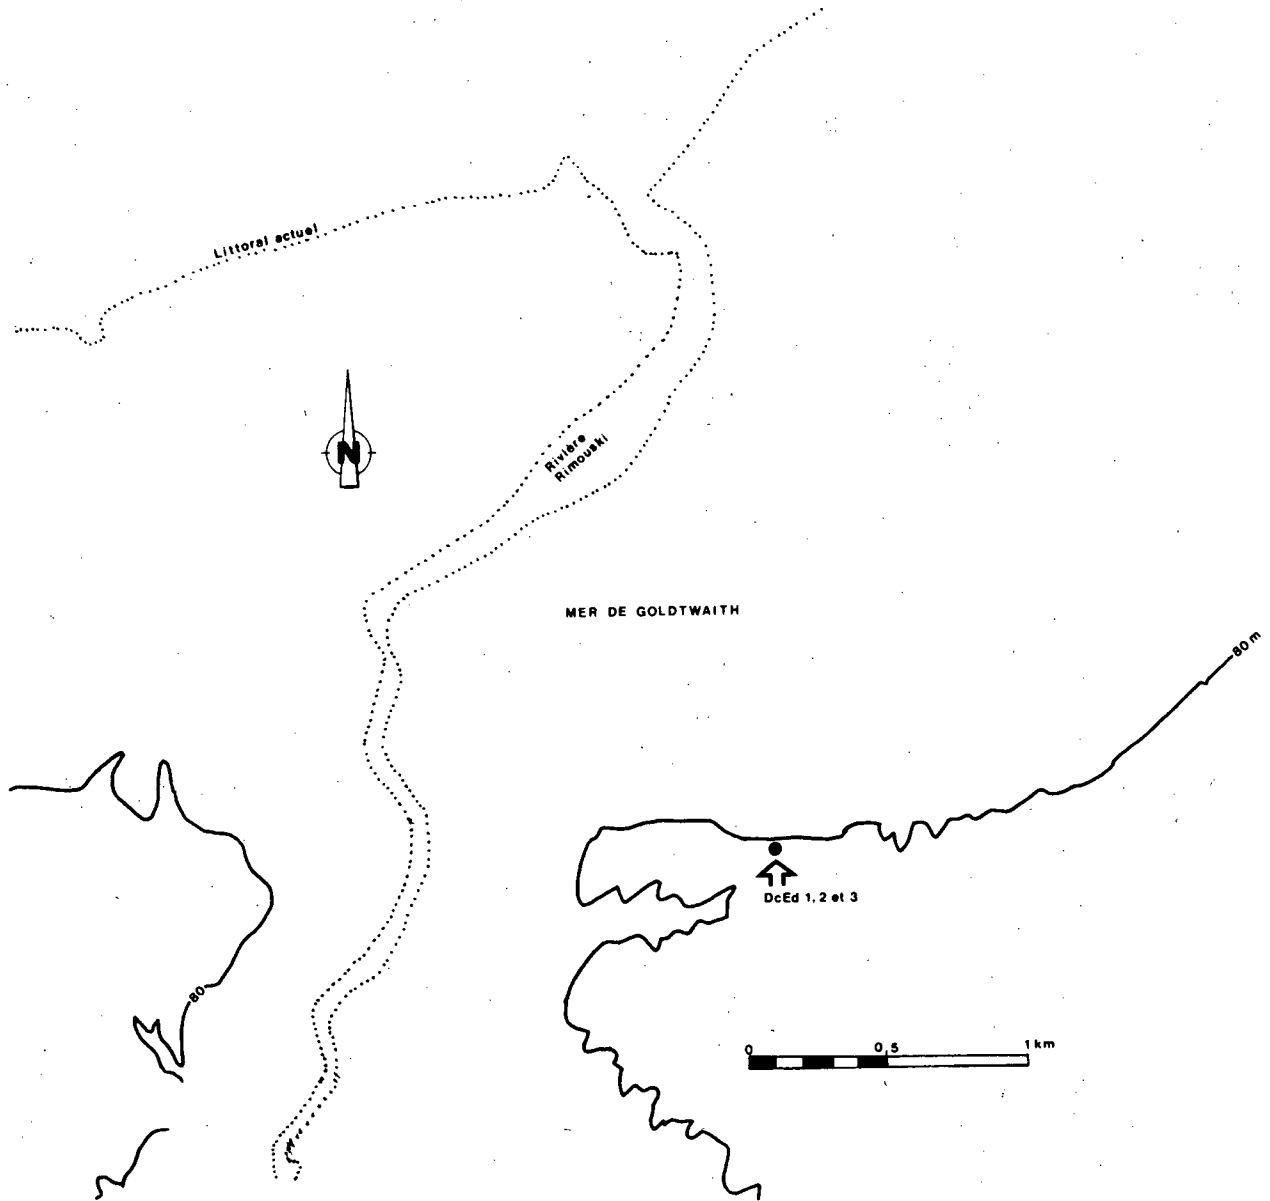 Littoral actuel
N
Rivière
Rimouski
MER DE GOLDTWAITH
80 m
DcEd 1, 2 et 3
80
0 0,5 1 km